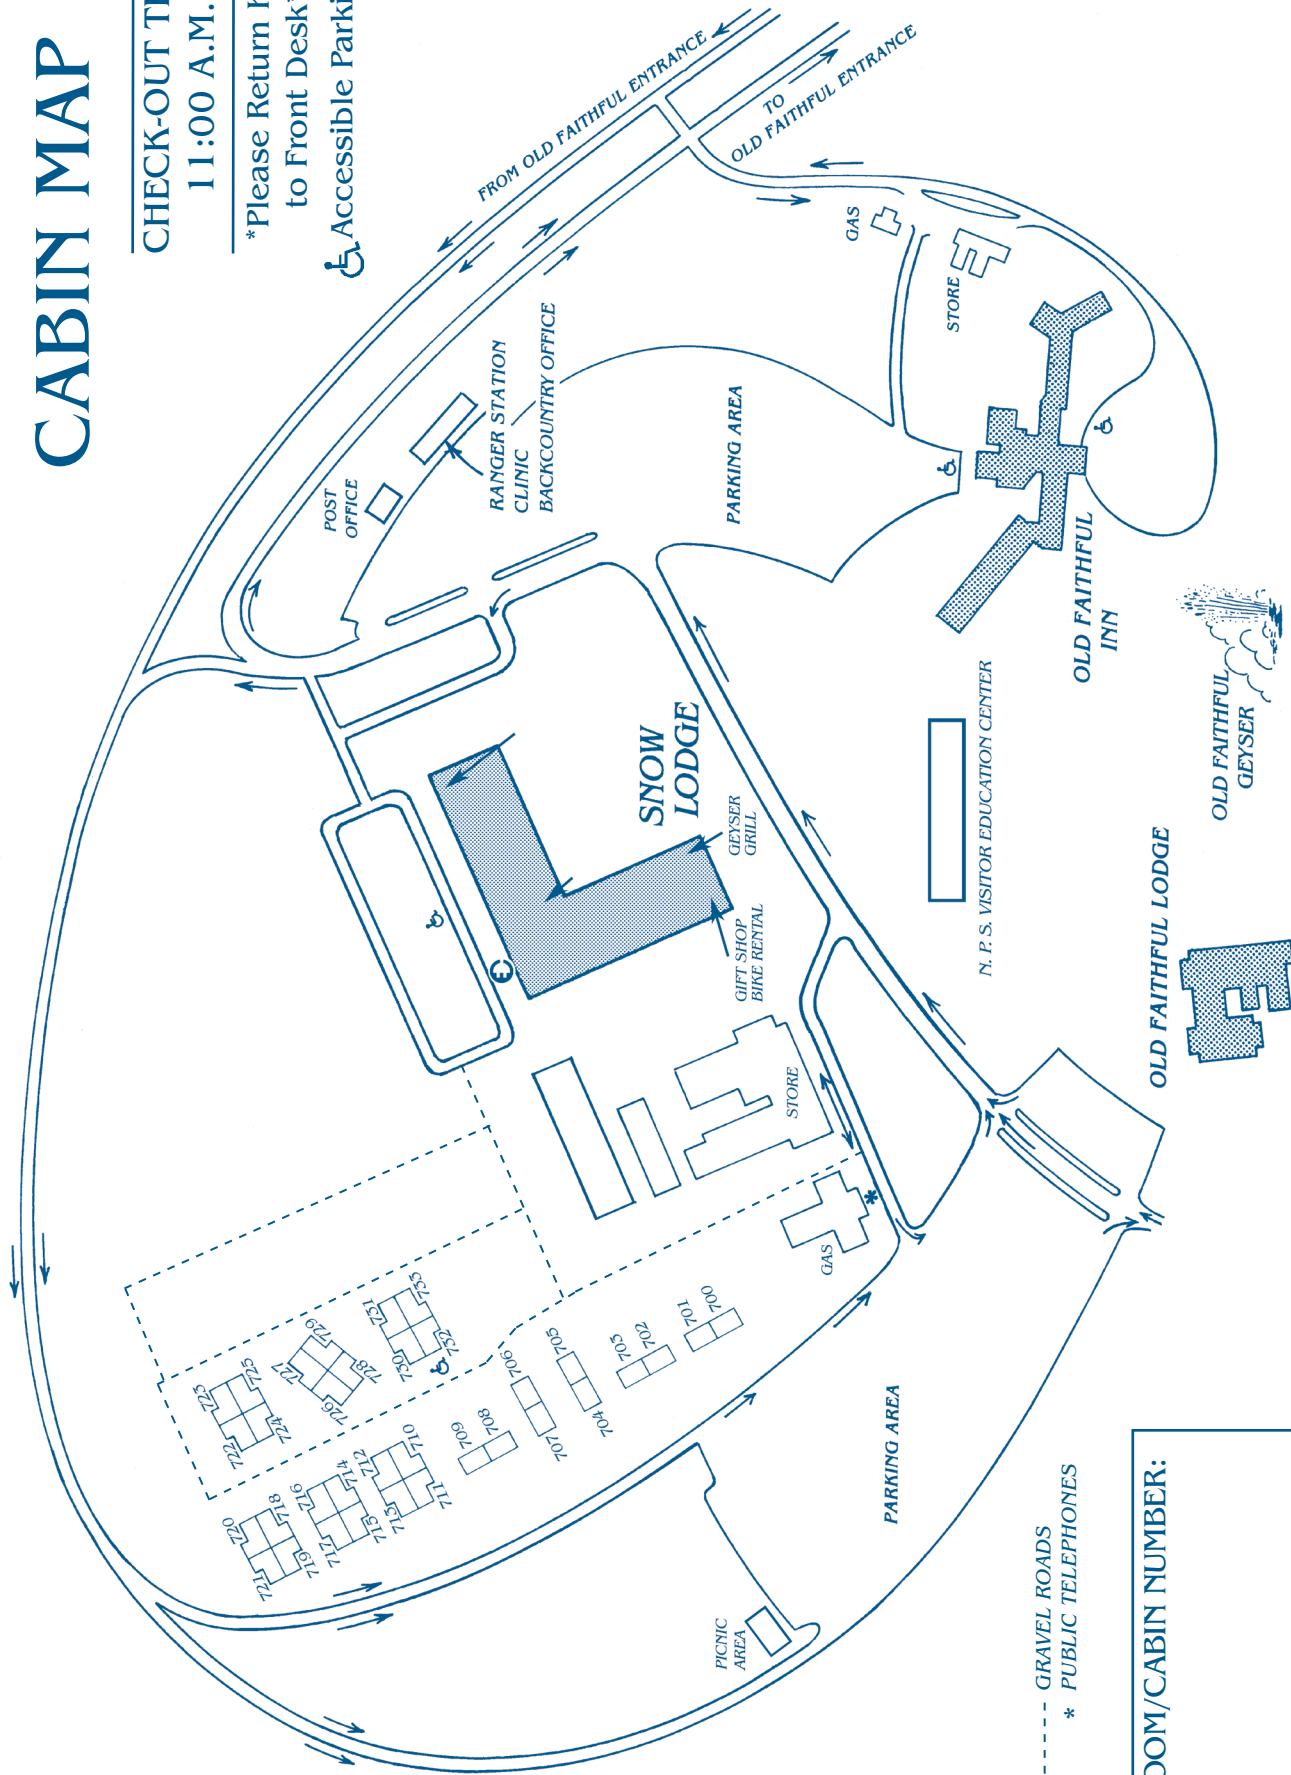 CABIN MAP
CHECK-OUT
11:00 A.M.
*Please Return
to Front Desk
Accessible
FROM OLD FAITHFUL ENTRANCE
TO
OLD FAITHFUL ENTRANCE
GAS
STORE
RANGER STATION
CLINIC
BACKCOUNTRY OFFICE
POST
OFFICE
PARKING AREA
OLD FAITHFUL
INN
OLD FAITHFUL
GEYSER
N. P. S. VISITOR EDUCATION CENTER
OLD FAITHFUL LODGE
SNOW
LODGE
GEYSER
GRILL
GIFT SHOP
BIKE RENTAL
E
STORE
GAS
*
733
731
732
730
729
727
728
726
725
723
724
722
700
701
702
703
705
704
706
707
708
709
710
712
711
713
714
716
715
717
718
720
719
721
PARKING AREA
PICNIC
AREA
----- GRAVEL ROADS
* PUBLIC TELEPHONES
CABIN NUMBER: